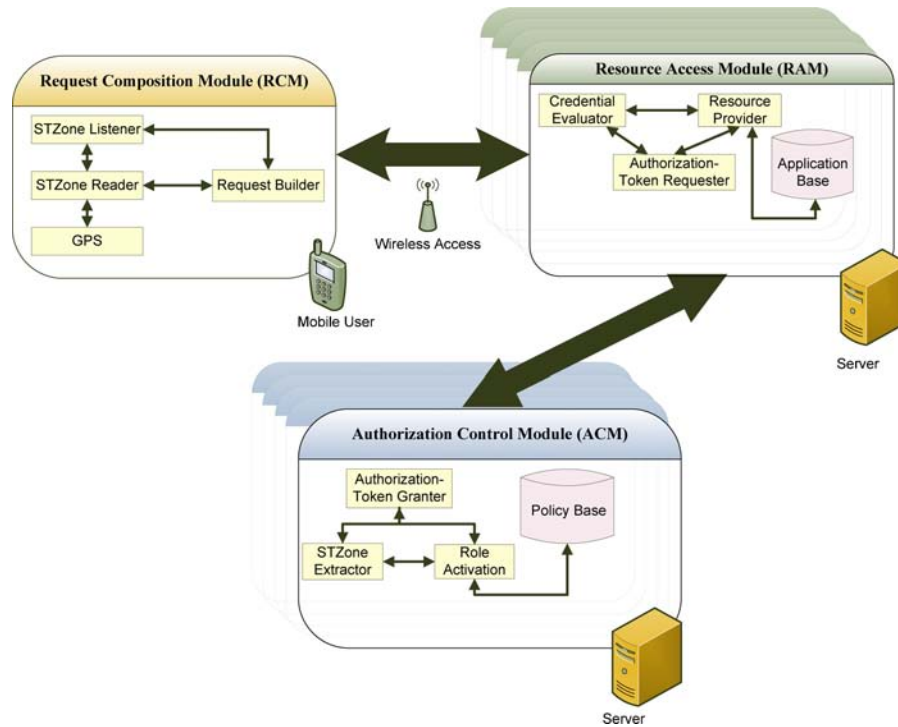 Request Composition Module (RCM)
STZone Listener
STZone Reader
Request Builder
GPS
Mobile User
Wireless Access
Resource Access Module (RAM)
Credential
Evaluator
Resource
Provider
Authorization-
Token Requester
Application
Base
Server
Authorization Control Module (ACM)
Authorization-
Token Granter
Policy Base
STZone
Extractor
Role
Activation
Server